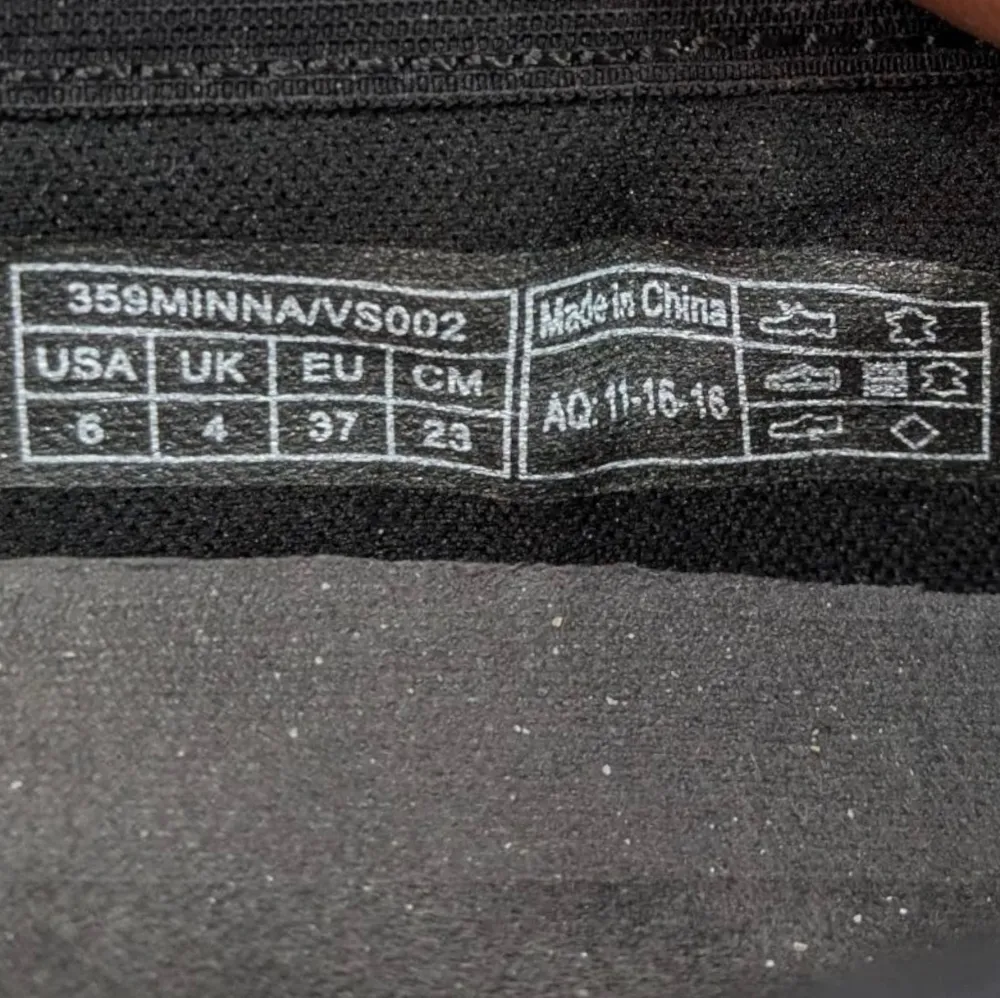 359MINNA/VS002
USA UK EU CM
6 4 37 23
Made in China
AQ: 11-16-16